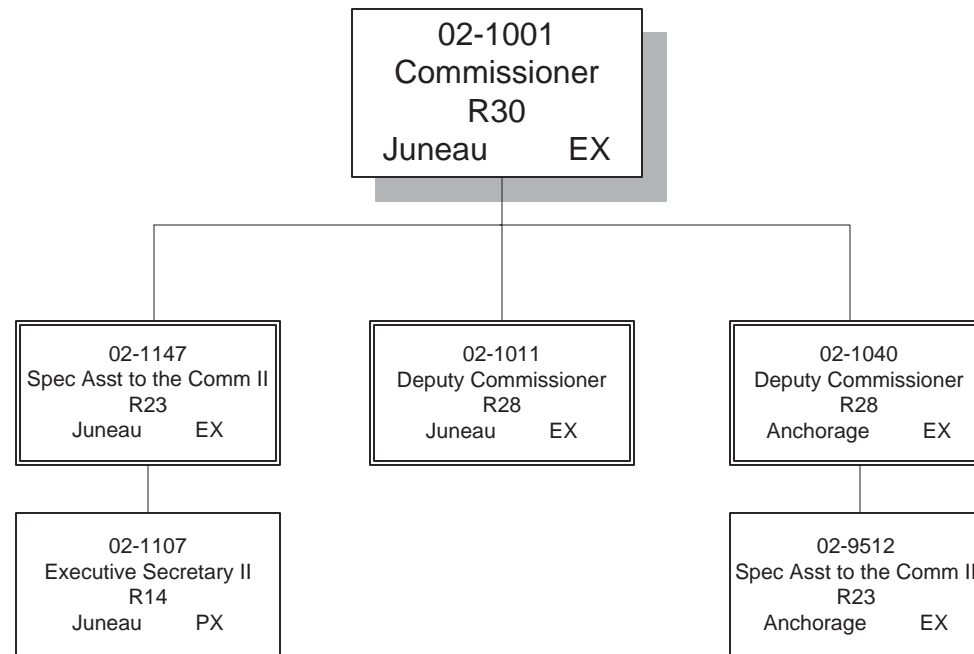 02-1001
Commissioner
R30
Juneau EX
02-1147
Spec Asst to the Comm II
R23
Juneau EX
02-1011
Deputy Commissioner
R28
Juneau EX
02-1040
Deputy Commissioner
R28
Anchorage EX
02-1107
Executive Secretary II
R14
Juneau PX
02-9512
Spec Asst to the Comm II
R23
Anchorage EX